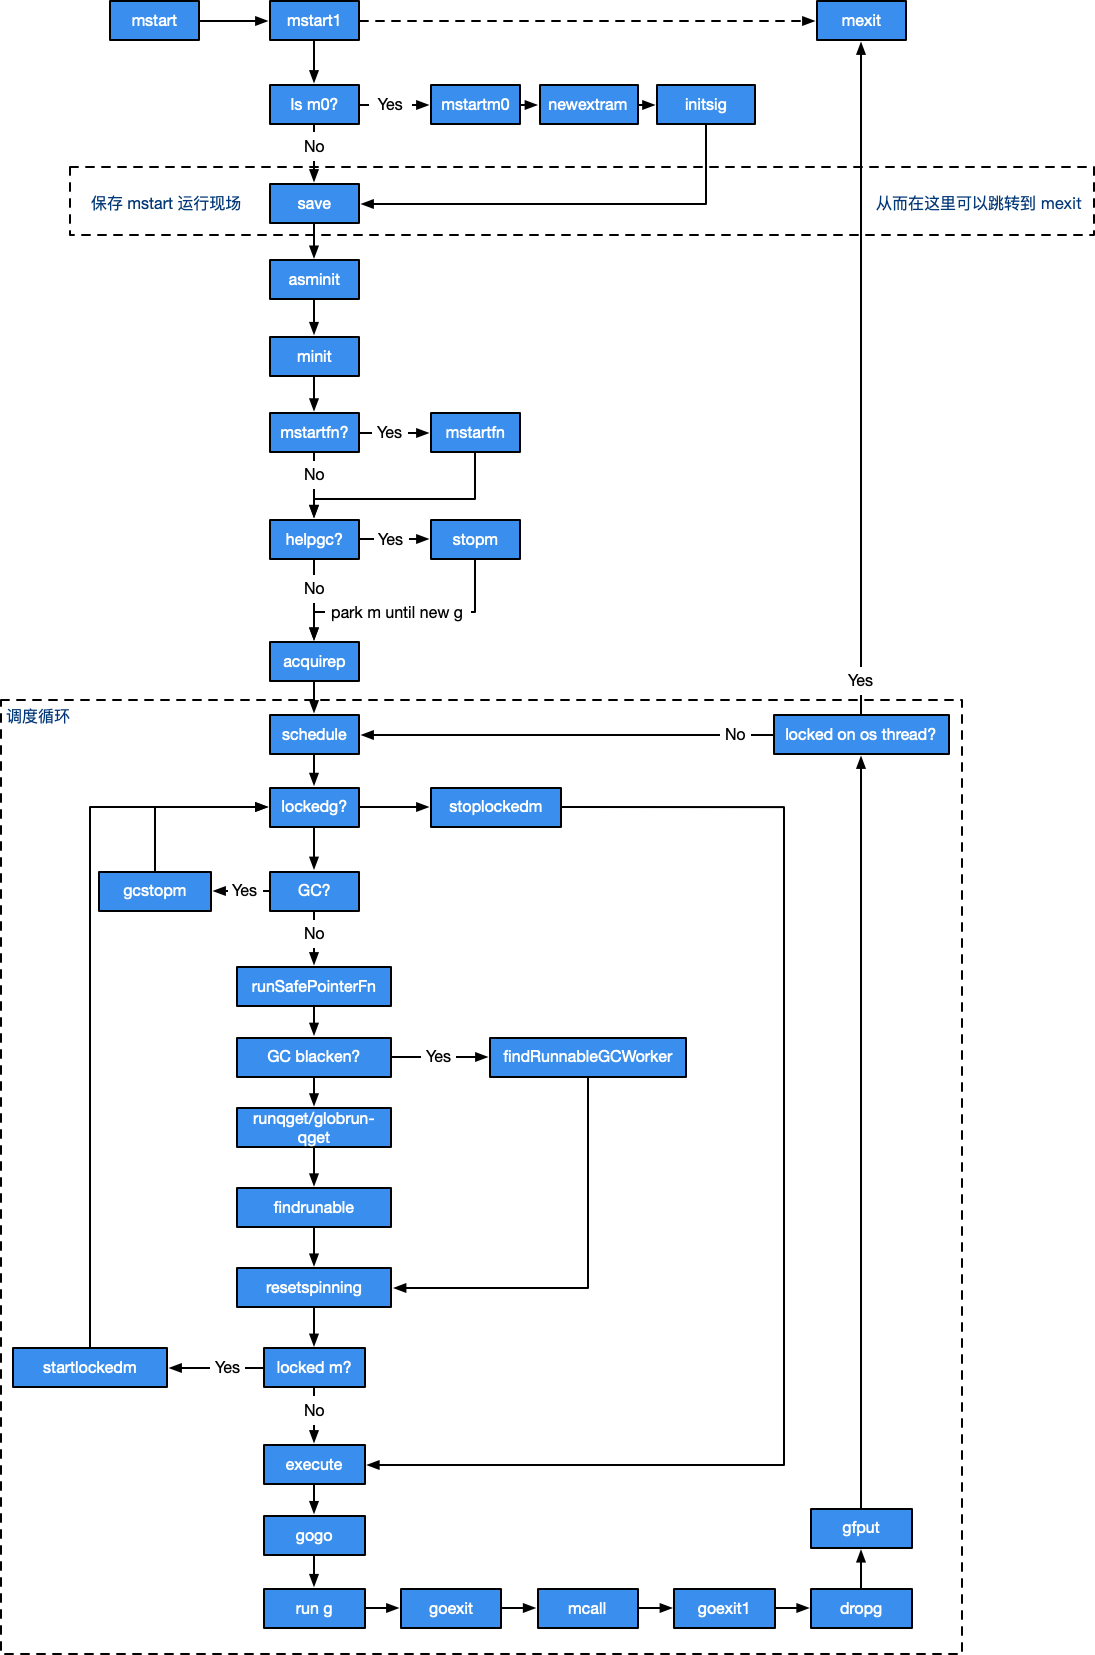 mstart
mstart1
mexit
Is m0?
Yes
mstartm0
newextram
initsig
No
保存 mstart 运行现场
save
从而在这里可以跳转到 mexit
asminit
minit
mstartfn?
Yes
mstartfn
No
helpgc?
Yes
stopm
No
park m until new g
acquirep
Yes
调度循环
schedule
No
locked on os thread?
lockedg?
stoplockedm
gcstopm
Yes
GC?
No
runSafePointerFn
GC blacken?
Yes
findRunnableGCWorker
runqget/globrun-
qget
findrunable
resetspinning
startlockedm
Yes
locked m?
No
execute
gogo
gfput
run g
goexit
mcall
goexit1
dropg